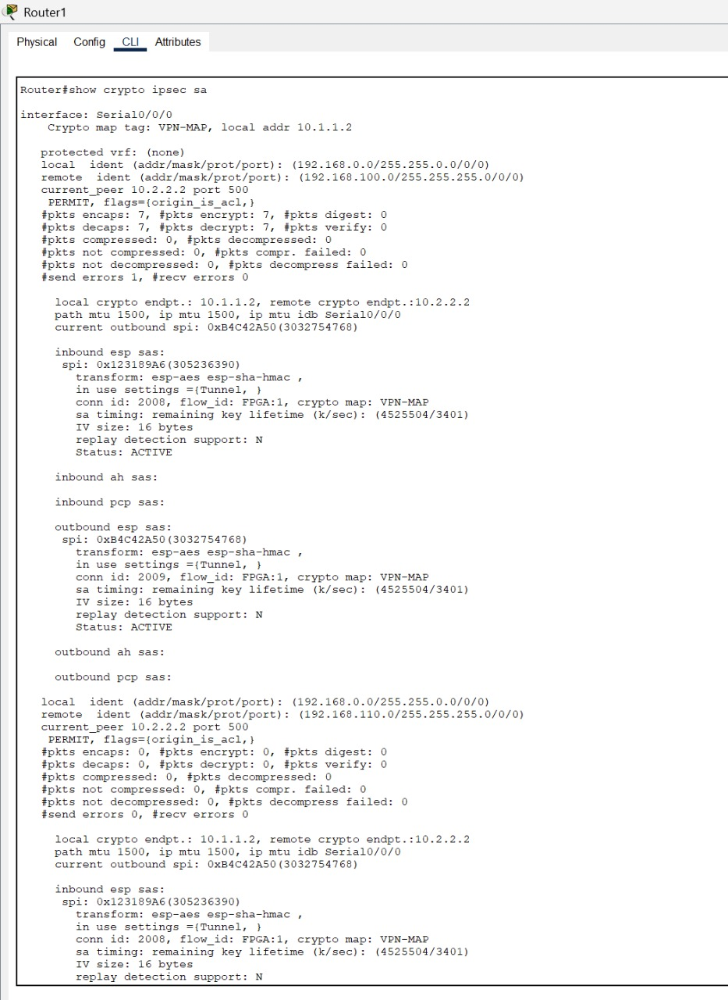 Router1
Physical Config CLI Attributes
Router#show crypto ipsec sa
interface: Serial0/0/0
Crypto map tag: VPN-MAP, local addr 10.1.1.2
protected vrf: (none)
local ident (addr/mask/prot/port): (192.168.0.0/255.255.0.0/0/0)
remote ident (addr/mask/prot/port): (192.168.100.0/255.255.255.0/0/0)
current_peer 10.2.2.2 port 500
PERMIT, flags={origin_is_acl,}
#pkts encaps: 7, #pkts encrypt: 7, #pkts digest: 0
#pkts decaps: 7, #pkts decrypt: 7, #pkts verify: 0
#pkts compressed: 0, #pkts decompressed: 0
#pkts not compressed: 0, #pkts compr. failed: 0
#pkts not decompressed: 0, #pkts decompress failed: 0
#send errors 1, #recv errors 0
local crypto endpt.: 10.1.1.2, remote crypto endpt.:10.2.2.2
path mtu 1500, ip mtu 1500, ip mtu idb Serial0/0/0
current outbound spi: 0xB4C42A50(3032754768)
inbound esp sas:
spi: 0x123189A6(305236390)
transform: esp-aes esp-sha-hmac ,
in use settings ={Tunnel, }
conn id: 2008, flow_id: FPGA:1, crypto map: VPN-MAP
sa timing: remaining key lifetime (k/sec): (4525504/3401)
IV size: 16 bytes
replay detection support: N
Status: ACTIVE
inbound ah sas:
inbound pcp sas:
outbound esp sas:
spi: 0xB4C42A50(3032754768)
transform: esp-aes esp-sha-hmac ,
in use settings ={Tunnel, }
conn id: 2009, flow_id: FPGA:1, crypto map: VPN-MAP
sa timing: remaining key lifetime (k/sec): (4525504/3401)
IV size: 16 bytes
replay detection support: N
Status: ACTIVE
outbound ah sas:
outbound pcp sas:
local ident (addr/mask/prot/port): (192.168.0.0/255.255.0.0/0/0)
remote ident (addr/mask/prot/port): (192.168.110.0/255.255.255.0/0/0)
current_peer 10.2.2.2 port 500
PERMIT, flags={origin_is_acl,}
#pkts encaps: 0, #pkts encrypt: 0, #pkts digest: 0
#pkts decaps: 0, #pkts decrypt: 0, #pkts verify: 0
#pkts compressed: 0, #pkts decompressed: 0
#pkts not compressed: 0, #pkts compr. failed: 0
#pkts not decompressed: 0, #pkts decompress failed: 0
#send errors 0, #recv errors 0
local crypto endpt.: 10.1.1.2, remote crypto endpt.:10.2.2.2
path mtu 1500, ip mtu 1500, ip mtu idb Serial0/0/0
current outbound spi: 0xB4C42A50(3032754768)
inbound esp sas:
spi: 0x123189A6(305236390)
transform: esp-aes esp-sha-hmac ,
in use settings ={Tunnel, }
conn id: 2008, flow_id: FPGA:1, crypto map: VPN-MAP
sa timing: remaining key lifetime (k/sec): (4525504/3401)
IV size: 16 bytes
replay detection support: N